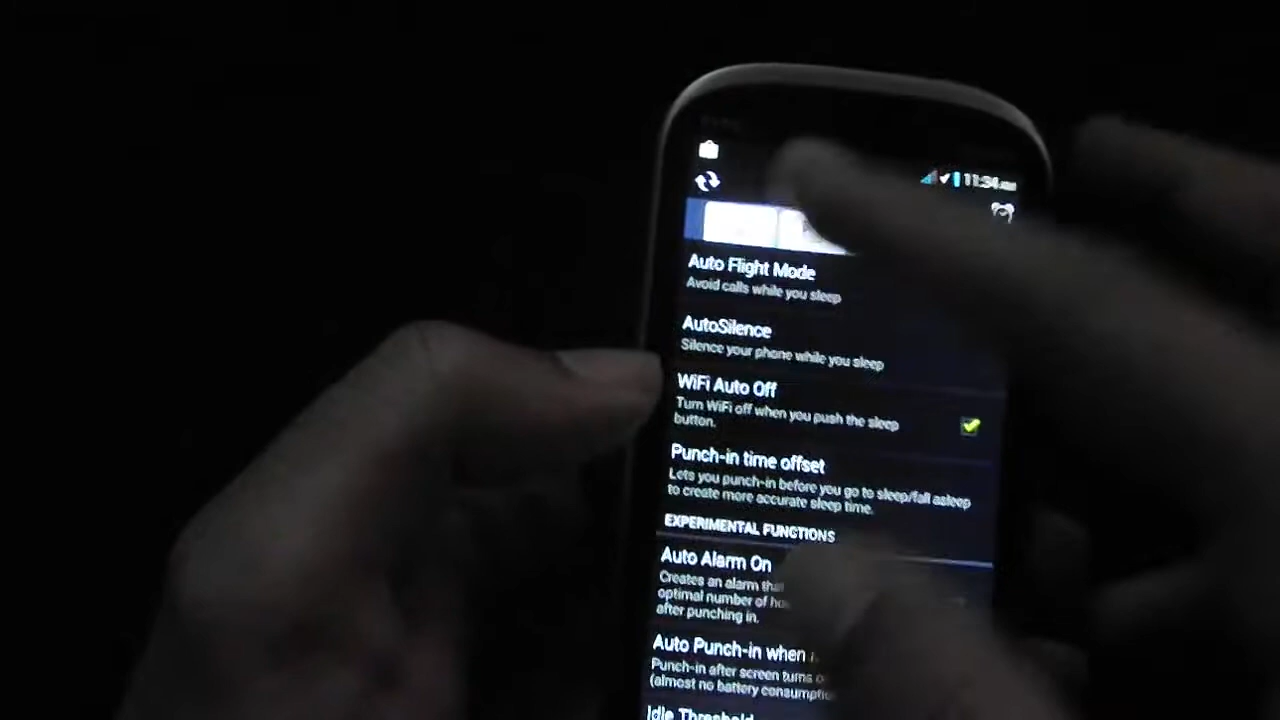 11:34 AM
Auto Flight Mode
Avoid calls while you sleep
AutoSilence
Silence your phone while you sleep
WiFi Auto Off
Turn WiFi off when you push the sleep
button.
Punch-in time offset
Lets you punch-in before you go to sleep/fall asleep
to create more accurate sleep time.
EXPERIMENTAL FUNCTIONS
Auto Alarm On
Creates an alarm
optimal number of
after punching in.
Auto Punch-in when
Punch-in after screen turns
(almost no battery
Idle Threshold